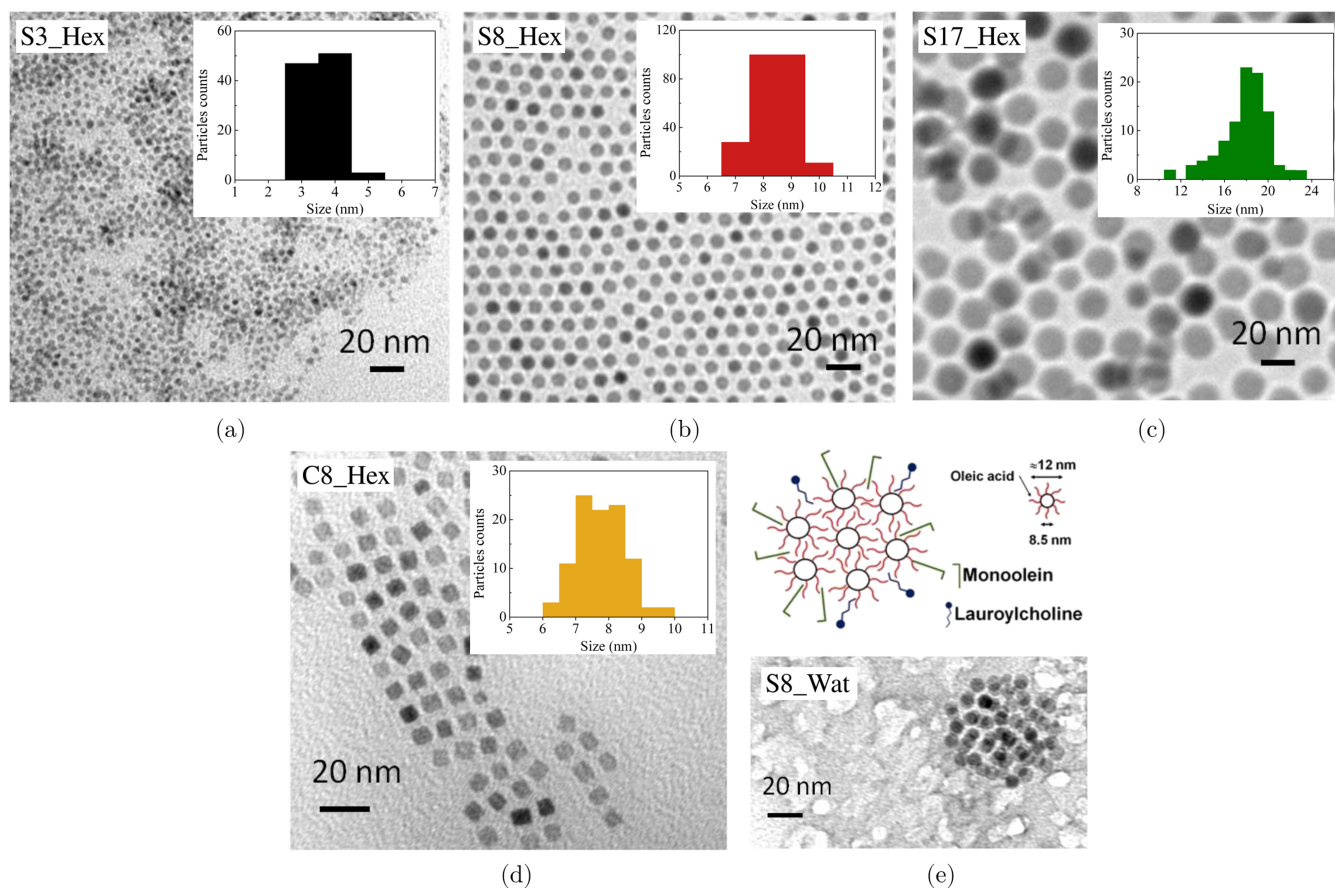 S3_Hex
60
40
20
0
Particles counts
1 2 3 4 5 6 7
Size (nm)
20 nm
(a)
S8_Hex
120
80
40
0
Particles counts
5 6 7 8 9 10 11 12
Size (nm)
20 nm
(b)
S17_Hex
30
20
10
0
Particles counts
8 12 16 20 24
Size (nm)
20 nm
(c)
C8_Hex
30
20
10
0
Particles counts
5 6 7 8 9 10 11
Size (nm)
20 nm
(d)
≈12 nm
Oleic acid
8.5 nm
Monoolein
Lauroylcholine
S8_Wat
20 nm
(e)